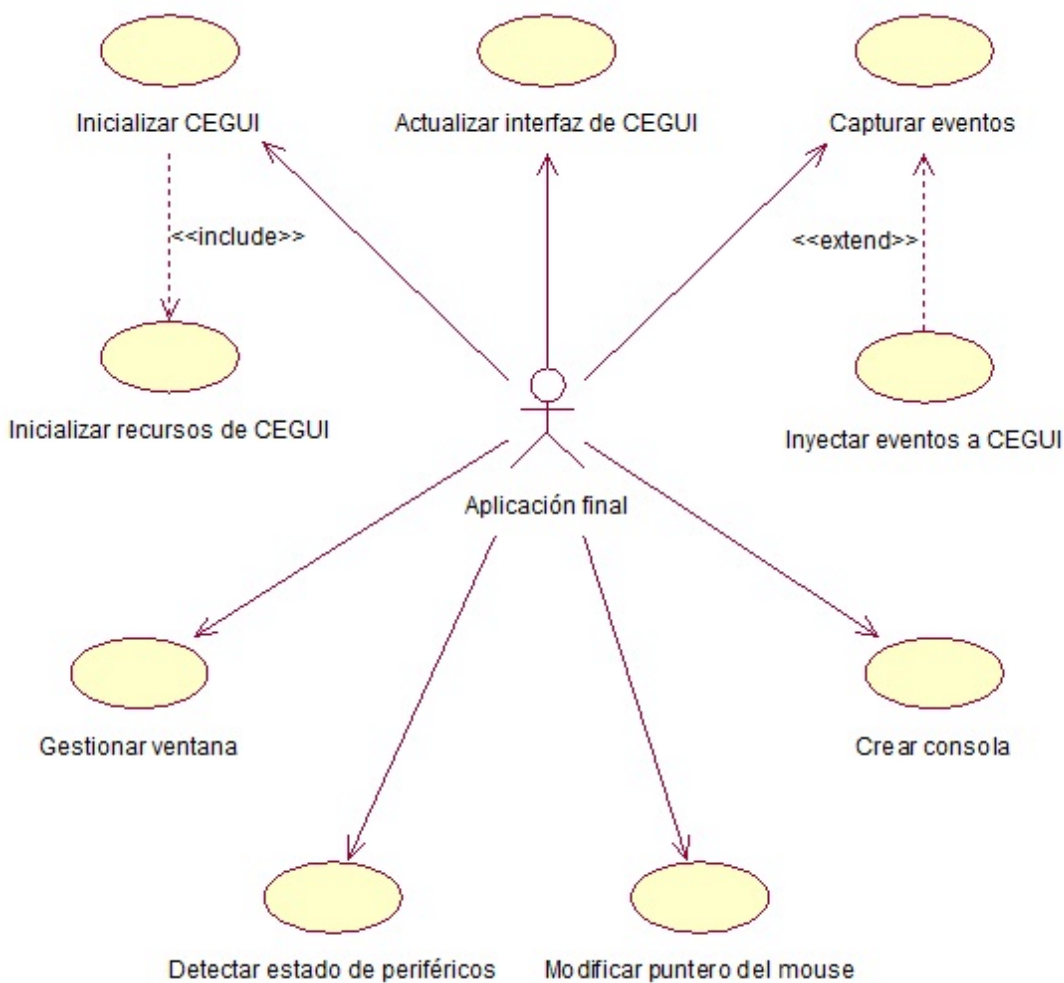 Inicializar CEGUI
Actualizar interfaz de CEGUI
Capturar eventos
<<include>>
<<extend>>
Inicializar recursos de CEGUI
Inyectar eventos a CEGUI
Aplicación final
Gestionar ventana
Crear consola
Detectar estado de periféricos
Modificar puntero del mouse